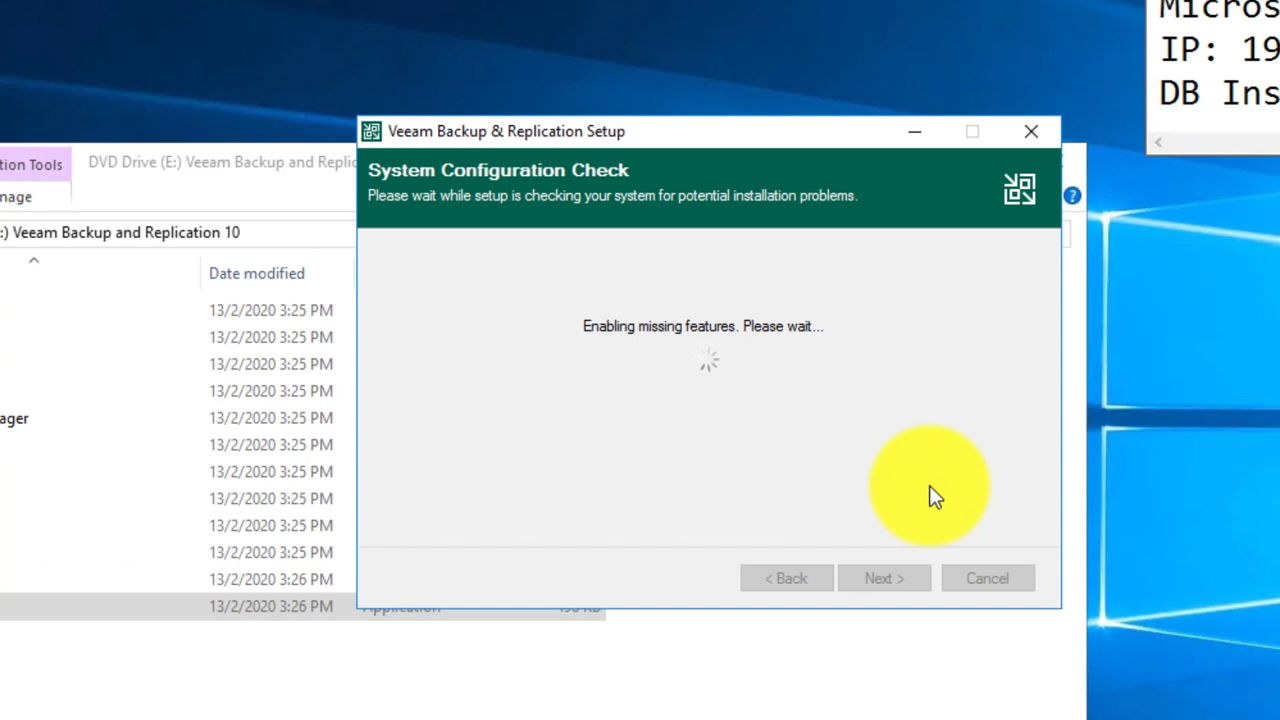 Micros
IP: 19
DB Ins
Veeam Backup & Replication Setup
System Configuration Check
Please wait while setup is checking your system for potential installation problems.
tion Tools
DVD Drive (E:) Veeam Backup and Replic
nage
?
:) Veeam Backup and Replication 10
Date modified
13/2/2020 3:25 PM
13/2/2020 3:25 PM
Enabling missing features. Please wait...
13/2/2020 3:25 PM
13/2/2020 3:25 PM
ager
13/2/2020 3:25 PM
13/2/2020 3:25 PM
13/2/2020 3:25 PM
13/2/2020 3:25 PM
13/2/2020 3:25 PM
13/2/2020 3:25 PM
13/2/2020 3:26 PM
< Back
Next >
Cancel
13/2/2020 3:26 PM
Application